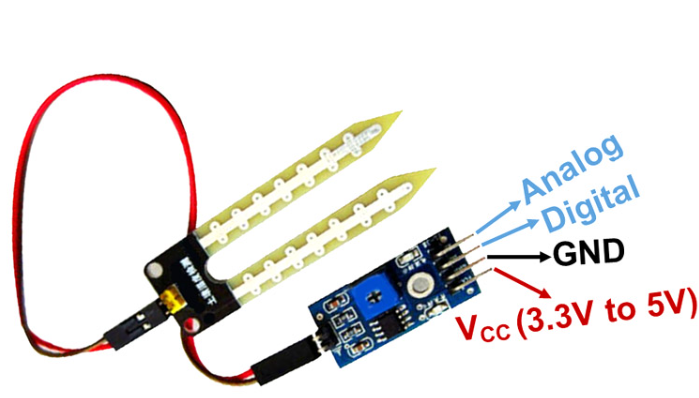 Analog
Digital
GND
VCC (3.3V to 5V)